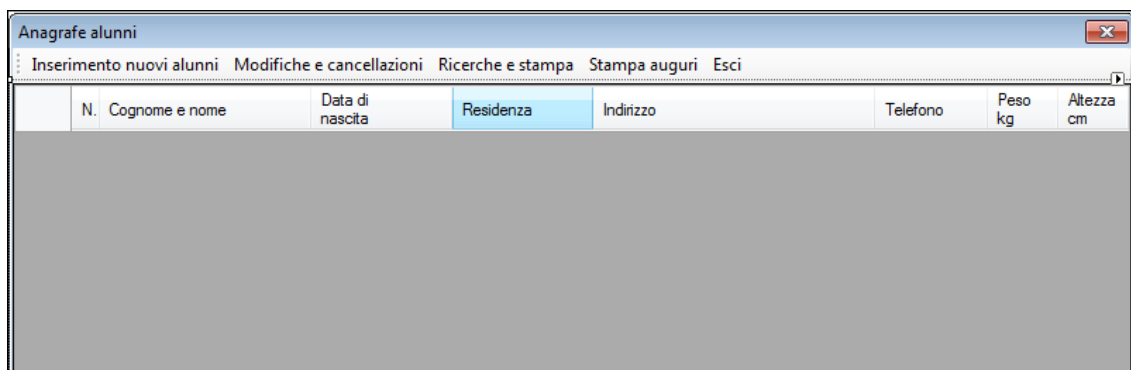 Anagrafe alunni
Inserimento nuovi alunni Modifiche e cancellazioni Ricerche e stampa Stampa auguri Esci
N. Cognome e nome Data di nascita Residenza Indirizzo Telefono Peso kg Altezza cm